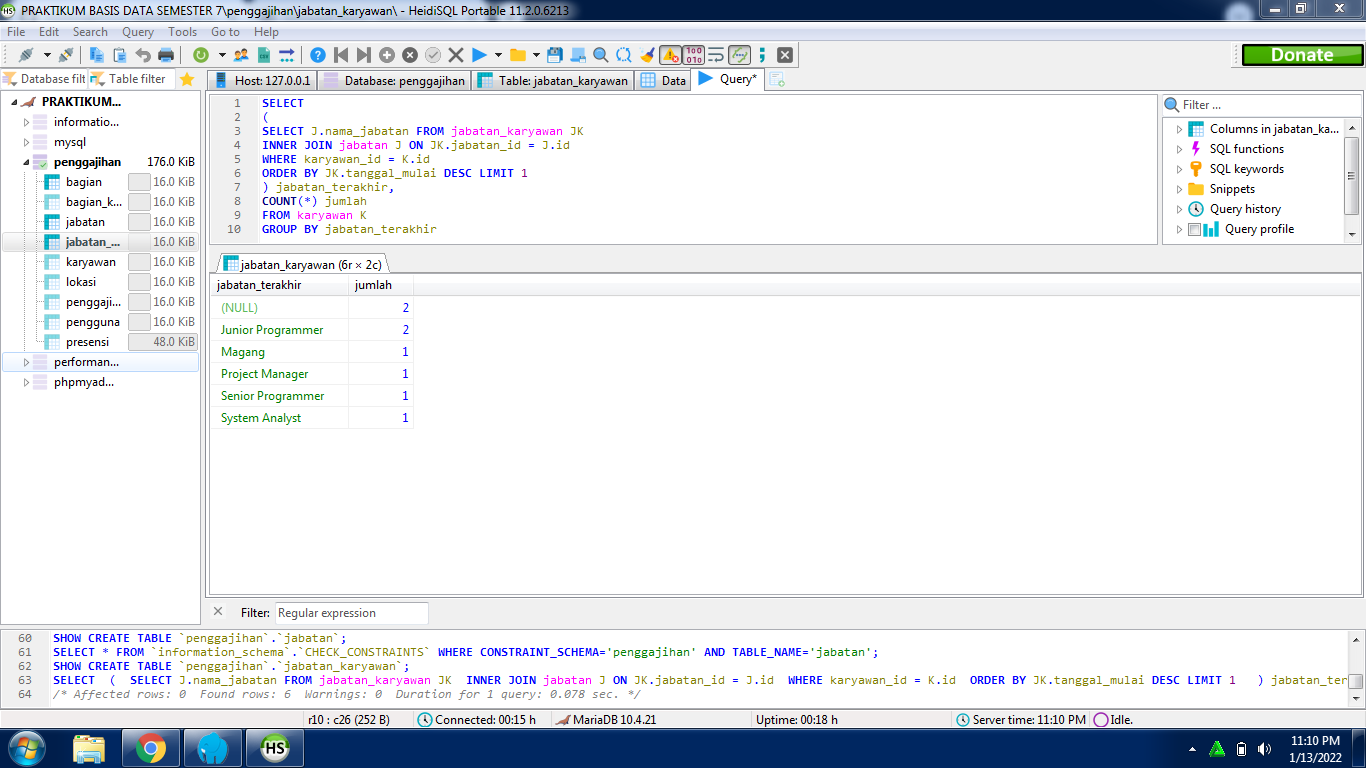 PRAKTIKUM BASIS DATA SEMESTER 7\penggajihan\jabatan_karyawan\ - HeidiSQL Portable 11.2.0.6213
File Edit Search Query Tools Go to Help
Donate
Database filt Table filter
Host: 127.0.0.1 Database: penggajihan Table: jabatan_karyawan Data Query*
PRAKTIKUM...
informatio...
mysql
penggajihan 176.0 KiB
bagian 16.0 KiB
bagian_k... 16.0 KiB
jabatan 16.0 KiB
jabatan_... 16.0 KiB
karyawan 16.0 KiB
lokasi 16.0 KiB
penggaji... 16.0 KiB
pengguna 16.0 KiB
presensi 48.0 KiB
performan...
phpmyad...
1 SELECT
2 (
3 SELECT J.nama_jabatan FROM jabatan_karyawan JK
4 INNER JOIN jabatan J ON JK.jabatan_id = J.id
5 WHERE karyawan_id = K.id
6 ORDER BY JK.tanggal_mulai DESC LIMIT 1
7 ) jabatan_terakhir,
8 COUNT(*) jumlah
9 FROM karyawan K
10 GROUP BY jabatan_terakhir
Filter ...
Columns in jabatan_ka...
SQL functions
SQL keywords
Snippets
Query history
Query profile
jabatan_karyawan (6r × 2c)
jabatan_terakhir jumlah
(NULL) 2
Junior Programmer 2
Magang 1
Project Manager 1
Senior Programmer 1
System Analyst 1
Filter: Regular expression
60 SHOW CREATE TABLE `penggajihan`.`jabatan`;
61 SELECT * FROM `information_schema`.`CHECK_CONSTRAINTS` WHERE CONSTRAINT_SCHEMA='penggajihan' AND TABLE_NAME='jabatan';
62 SHOW CREATE TABLE `penggajihan`.`jabatan_karyawan`;
63 SELECT ( SELECT J.nama_jabatan FROM jabatan_karyawan JK INNER JOIN jabatan J ON JK.jabatan_id = J.id WHERE karyawan_id = K.id ORDER BY JK.tanggal_mulai DESC LIMIT 1 ) jabatan_ter
64 /* Affected rows: 0 Found rows: 6 Warnings: 0 Duration for 1 query: 0.078 sec. */
r10 : c26 (252 B) Connected: 00:15 h MariaDB 10.4.21 Uptime: 00:18 h Server time: 11:10 PM Idle.
HS
11:10 PM
1/13/2022